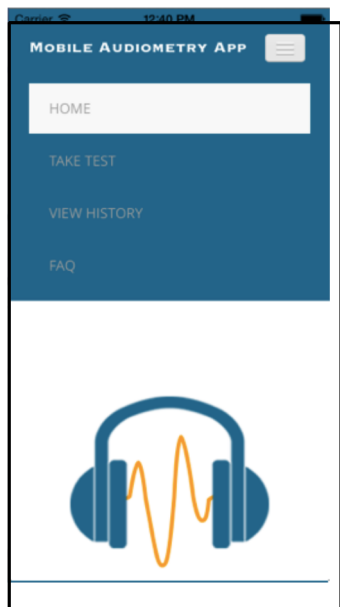 Carrier 12:40 PM
MOBILE AUDIOMETRY APP
HOME
TAKE TEST
VIEW HISTORY
FAQ